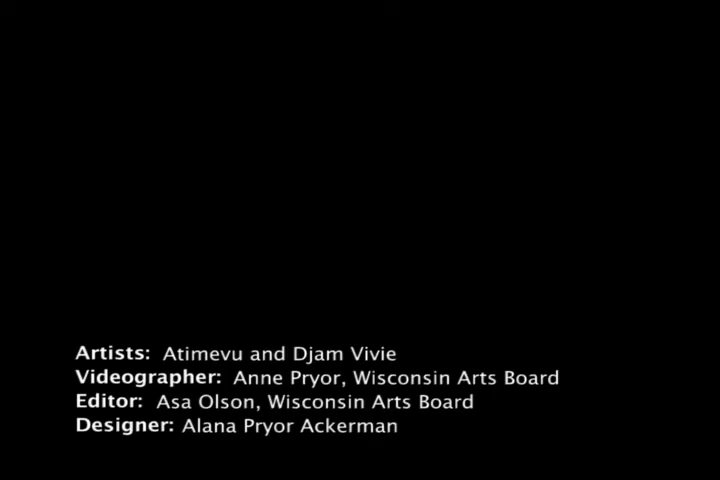 Artists: Atimevu and Djam Vivie
Videographer: Anne Pryor, Wisconsin Arts Board
Editor: Asa Olson, Wisconsin Arts Board
Designer: Alana Pryor Ackerman